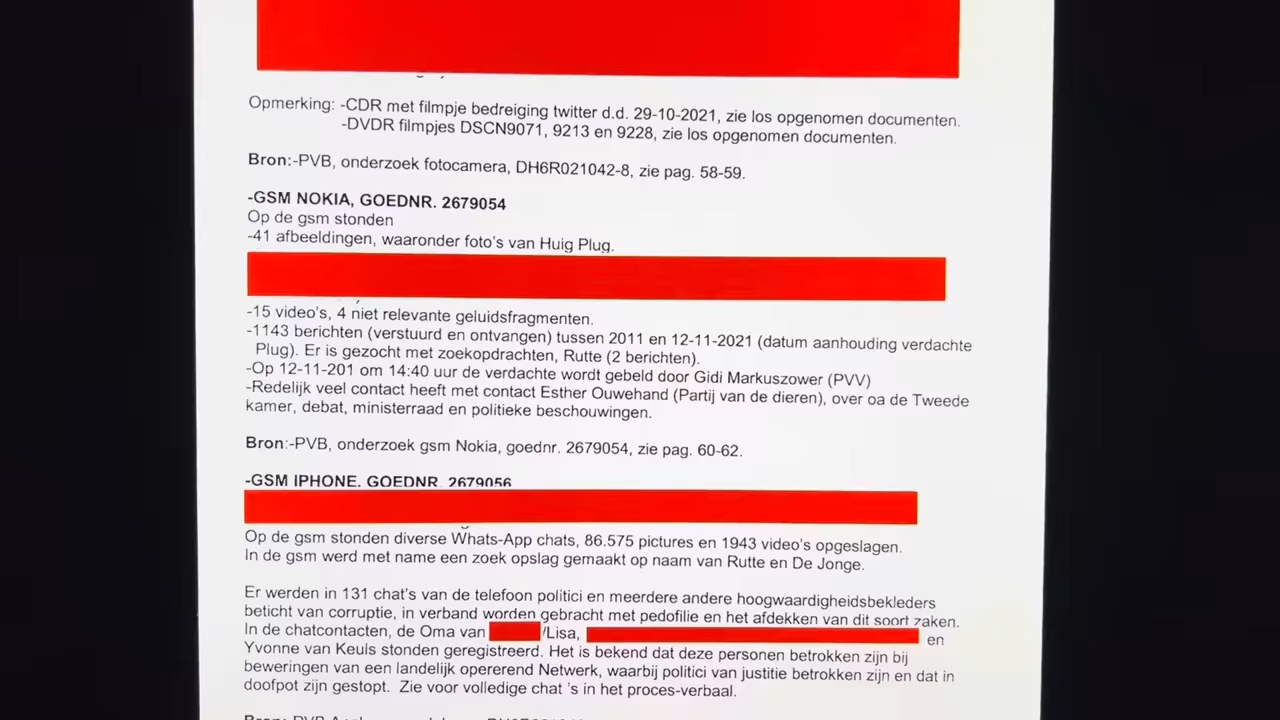 Opmerking: -CDR met filmpje bedreiging twitter d.d. 29-10-2021, zie los opgenomen documenten.
-DVDR filmpjes DSCN9071, 9213 en 9228, zie los opgenomen documenten.
Bron:-PVB, onderzoek fotocamera, DH6R021042-8, zie pag. 58-59.
-GSM NOKIA, GOEDNR. 2679054
Op de gsm stonden
-41 afbeeldingen, waaronder foto's van Huig Plug.
-15 video's, 4 niet relevante geluidsfragmenten.
-1143 berichten (verstuurd en ontvangen) tussen 2011 en 12-11-2021 (datum aanhouding verdachte
Plug). Er is gezocht met zoekopdrachten, Rutte (2 berichten).
-Op 12-11-201 om 14:40 uur de verdachte wordt gebeld door Gidi Markuszower (PVV)
-Redelijk veel contact heeft met contact Esther Ouwehand (Partij van de dieren), over oa de Tweede
kamer, debat, ministerraad en politieke beschouwingen.
Bron:-PVB, onderzoek gsm Nokia, goednr. 2679054, zie pag. 60-62.
-GSM IPHONE. GOEDNR. 2679056
Op de gsm stonden diverse Whats-App chats, 86.575 pictures en 1943 video's opgeslagen.
In de gsm werd met name een zoek opslag gemaakt op naam van Rutte en De Jonge.
Er werden in 131 chat's van de telefoon politici en meerdere andere hoogwaardigheidsbekleders
beticht van corruptie, in verband worden gebracht met pedofilie en het afdekken van dit soort zaken.
In de chatcontacten, de Oma van /Lisa, en
Yvonne van Keuls stonden geregistreerd. Het is bekend dat deze personen betrokken zijn bij
beweringen van een landelijk opererend Netwerk, waarbij politici van justitie betrokken zijn en dat in
doofpot zijn gestopt. Zie voor volledige chat 's in het proces-verbaal.